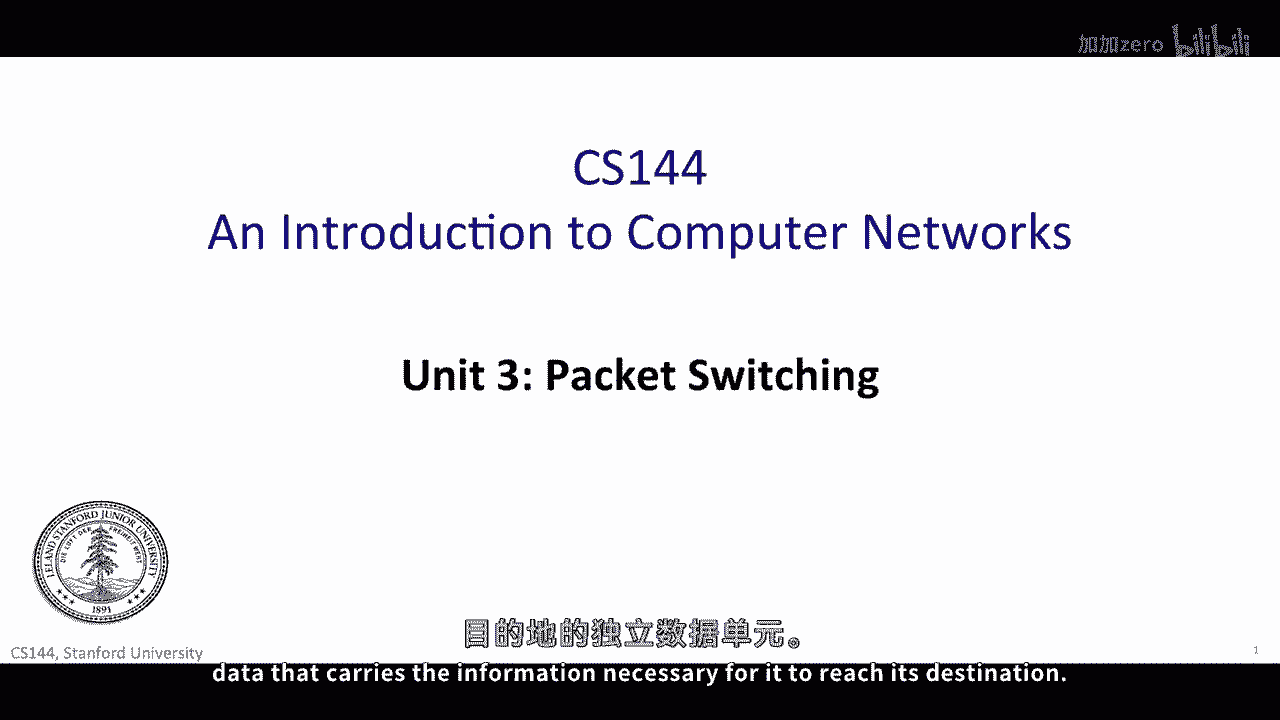 加加zero bilibili
CS144
An Introduction to Computer Networks
Unit 3: Packet Switching
LELAND STANFORD JUNIOR UNIVERSITY
DIE LUFT DER FREIHEIT WEHT
1891
目的地的独立数据单元。
CS144, Stanford University
1
data that carries the information necessary for it to reach its destination.